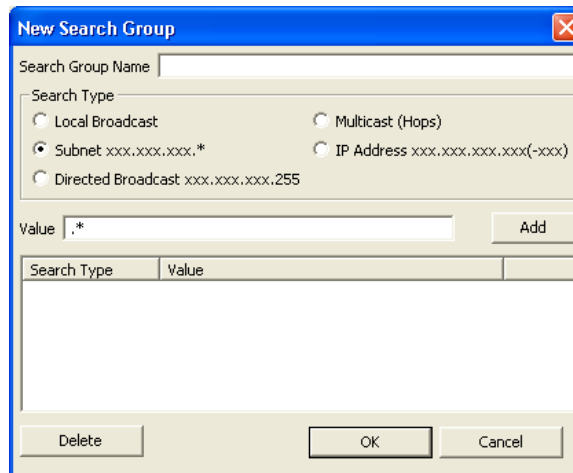 New Search Group
Search Group Name
Search Type
Local Broadcast
Multicast (Hops)
Subnet xxx.xxx.xxx.*
IP Address xxx.xxx.xxx.xxx(-xxx)
Directed Broadcast xxx.xxx.xxx.255
Value .* Add
Search Type Value
Delete OK Cancel